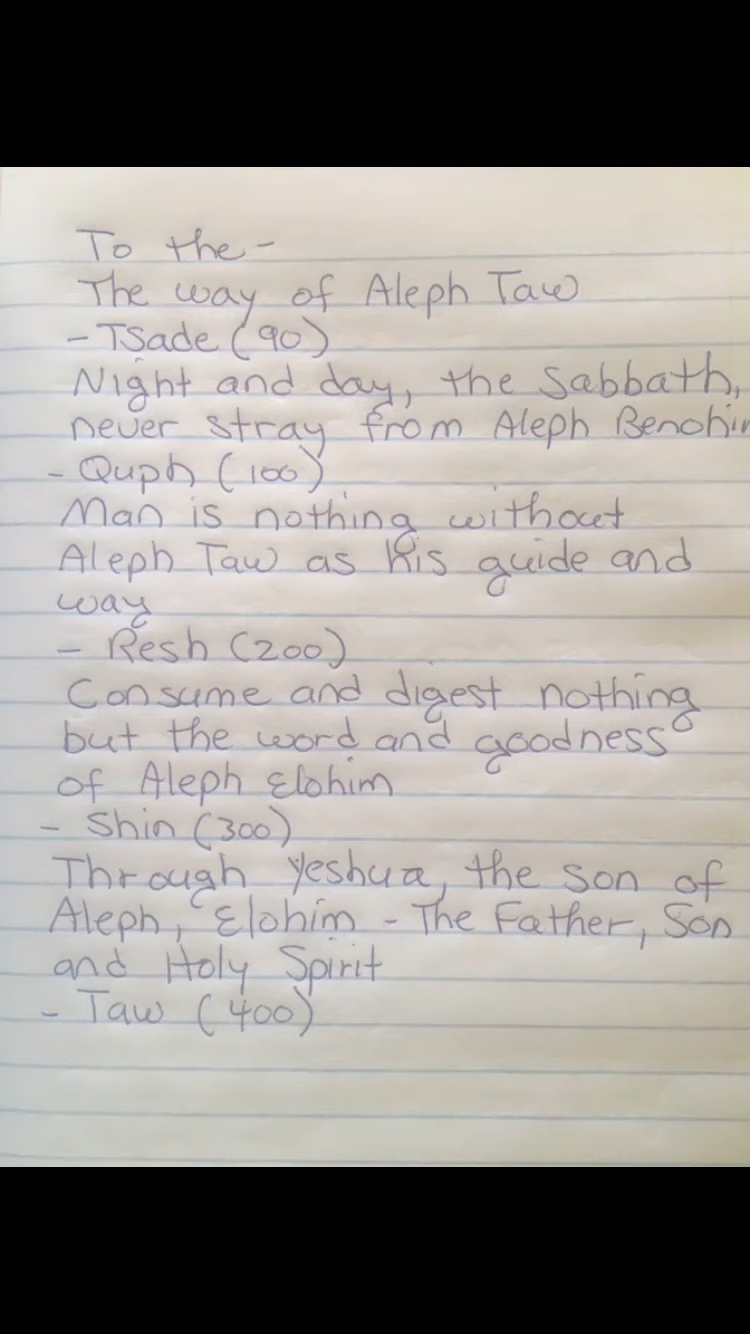 To the -
The way of Aleph Taw
- Tsade (90)
Night and day, the Sabbath,
never stray from Aleph
- Quph (100)
Man is nothing without
Aleph Taw as his guide and
way
- Resh (200)
Consume and digest nothing
but the word and goodness
of Aleph Elohim
- Shin (300)
Through Yeshua, the son of
Aleph, Elohim - The Father, Son
and Holy Spirit
- Taw (400)